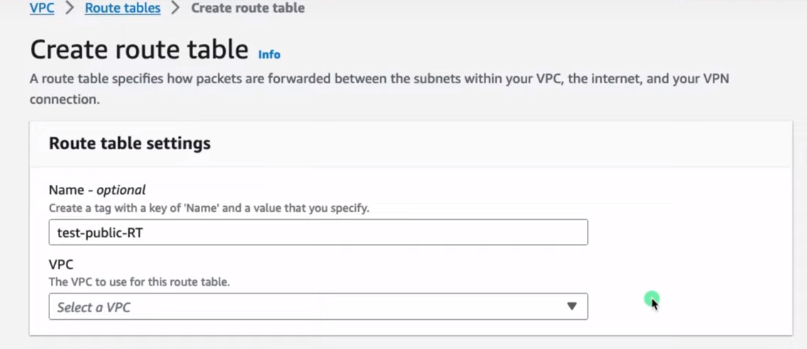 VPC > Route tables > Create route table
Create route table Info
A route table specifies how packets are forwarded between the subnets within your VPC, the internet, and your VPN
connection.
Route table settings
Name - optional
Create a tag with a key of 'Name' and a value that you specify.
test-public-RT
VPC
The VPC to use for this route table.
Select a VPC